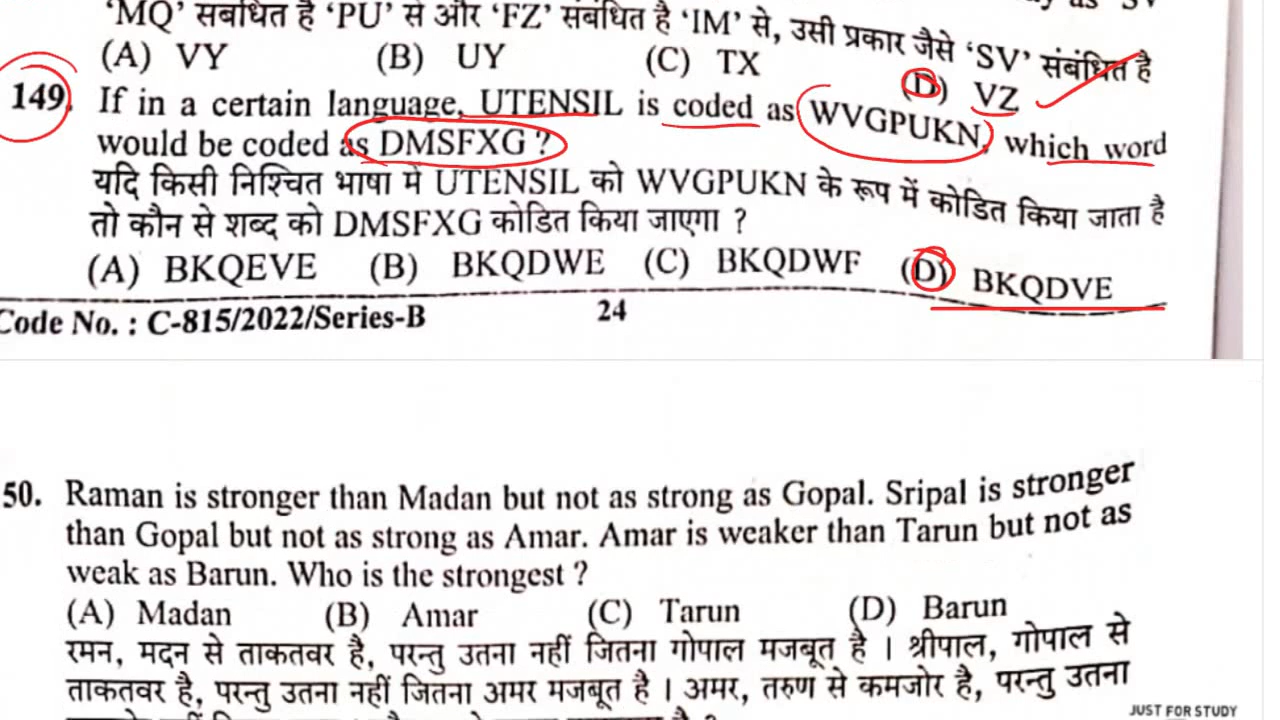 'MQ' संबंधित है 'PU' से और 'FZ' संबंधित है 'IM' से, उसी प्रकार जैसे 'SV' संबंधित है
(A) VY (B) UY (C) TX (D) VZ
149. If in a certain language, UTENSIL is coded as WVGPUKN, which word
would be coded as DMSFXG ?
यदि किसी निश्चित भाषा में UTENSIL को WVGPUKN के रूप में कोडित किया जाता है
तो कौन से शब्द को DMSFXG कोडित किया जाएगा ?
(A) BKQEVE (B) BKQDWE (C) BKQDWF (D) BKQDVE
Code No. : C-815/2022/Series-B 24
50. Raman is stronger than Madan but not as strong as Gopal. Sripal is stronger
than Gopal but not as strong as Amar. Amar is weaker than Tarun but not as
weak as Barun. Who is the strongest ?
(A) Madan (B) Amar (C) Tarun (D) Barun
रमन, मदन से ताकतवर है, परन्तु उतना नहीं जितना गोपाल मजबूत है । श्रीपाल, गोपाल से
ताकतवर है, परन्तु उतना नहीं जितना अमर मजबूत है । अमर, तरुण से कमजोर है, परन्तु उतना
JUST FOR STUDY